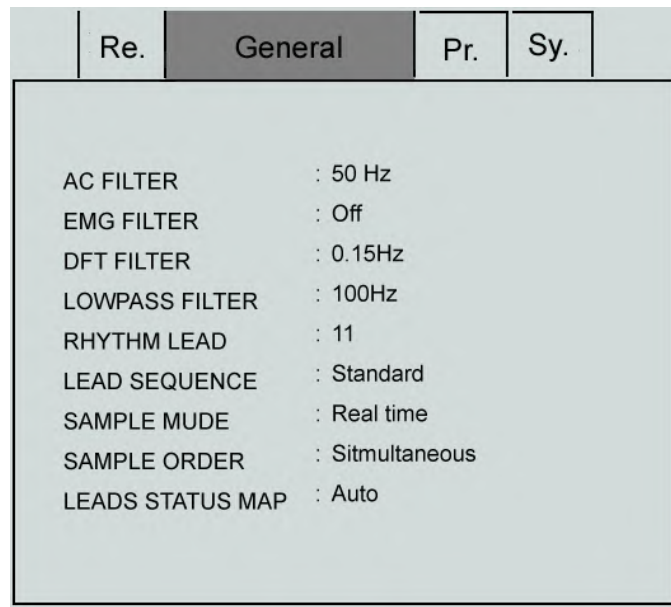 Re. General Pr. Sy.
AC FILTER : 50 Hz
EMG FILTER : Off
DFT FILTER : 0.15Hz
LOWPASS FILTER : 100Hz
RHYTHM LEAD : 11
LEAD SEQUENCE : Standard
SAMPLE MUDE : Real time
SAMPLE ORDER : Sitmultaneous
LEADS STATUS MAP : Auto